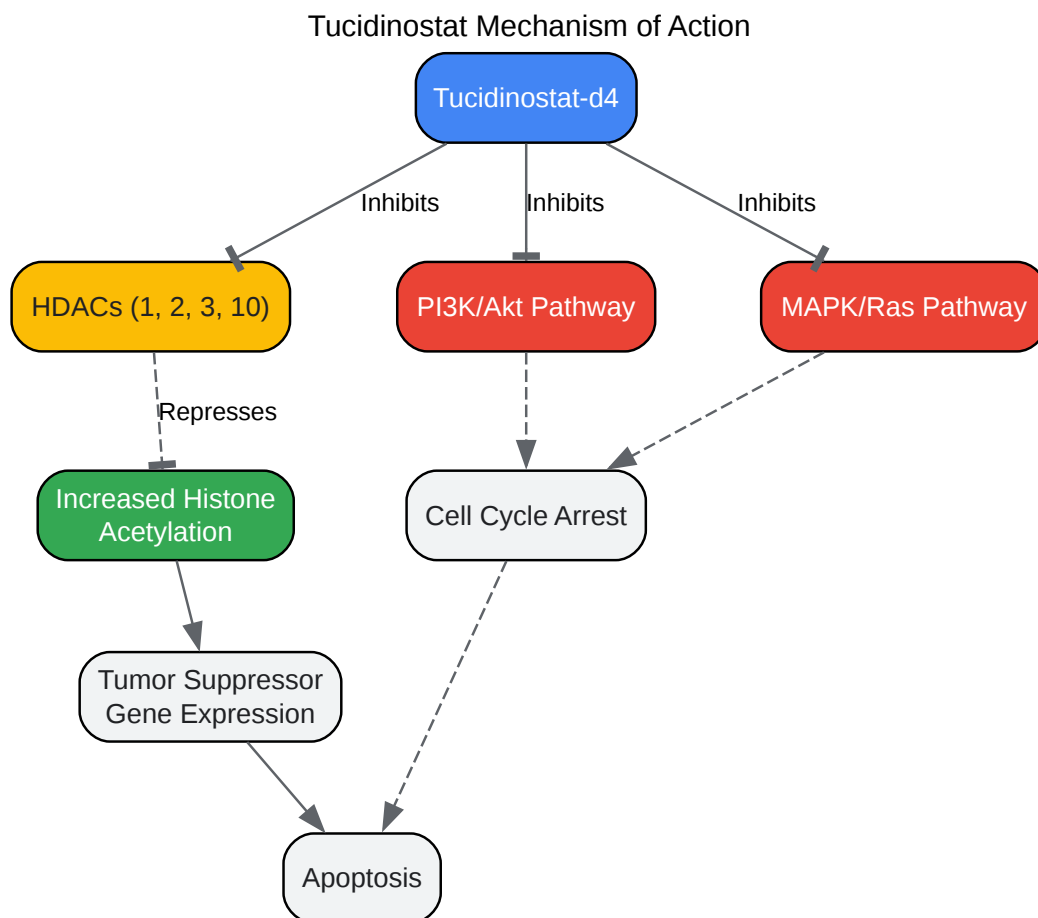 Tucidinostat Mechanism of Action
Tucidinostat-d4
Inhibits
Inhibits
Inhibits
HDACs (1, 2, 3, 10)
PI3K/Akt Pathway
MAPK/Ras Pathway
Represses
Increased Histone
Acetylation
Cell Cycle Arrest
Tumor Suppressor
Gene Expression
Apoptosis